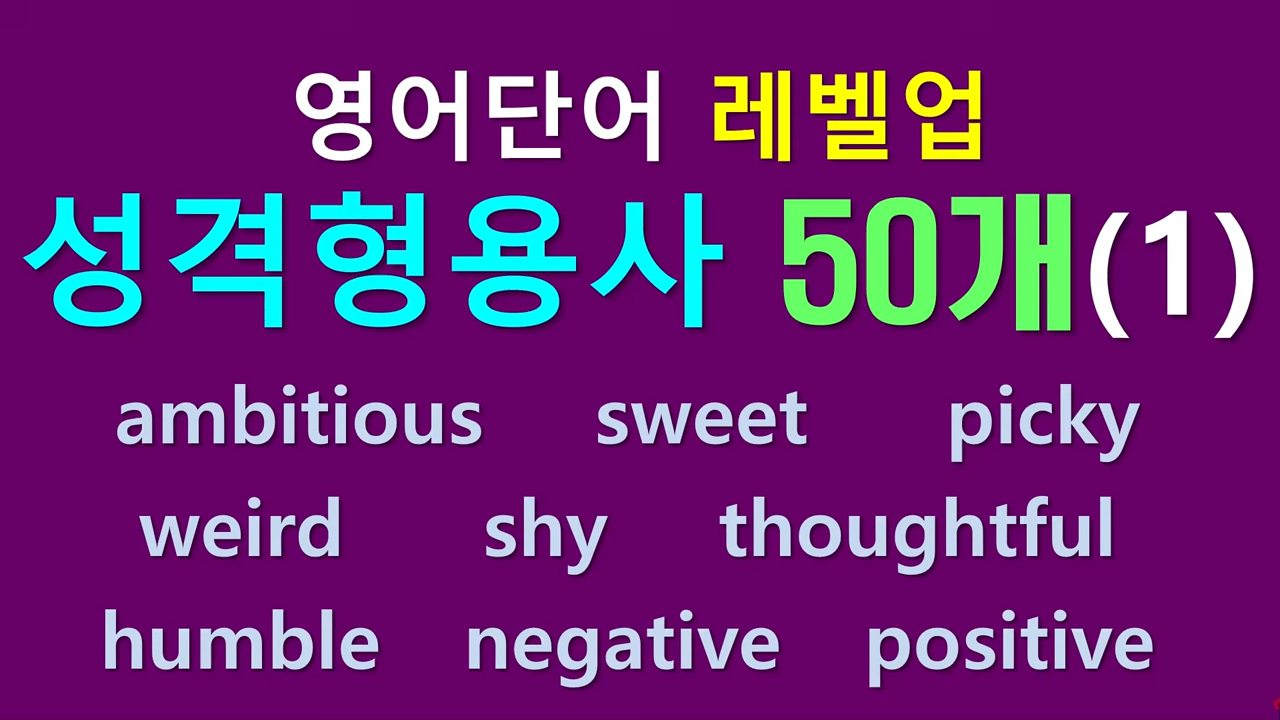 영어단어 레벨업
성격형용사 50개(1)
ambitious sweet picky
weird shy thoughtful
humble negative positive